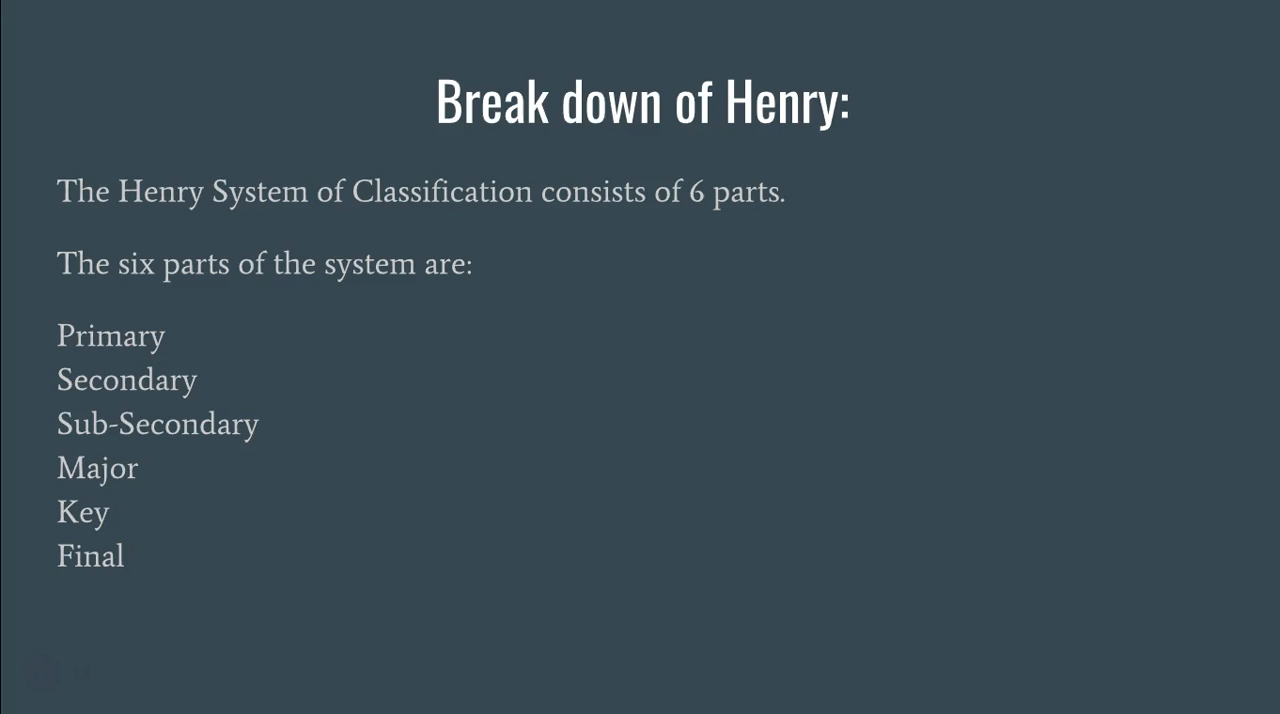 Break down of Henry:
The Henry System of Classification consists of 6 parts.
The six parts of the system are:
Primary
Secondary
Sub-Secondary
Major
Key
Final